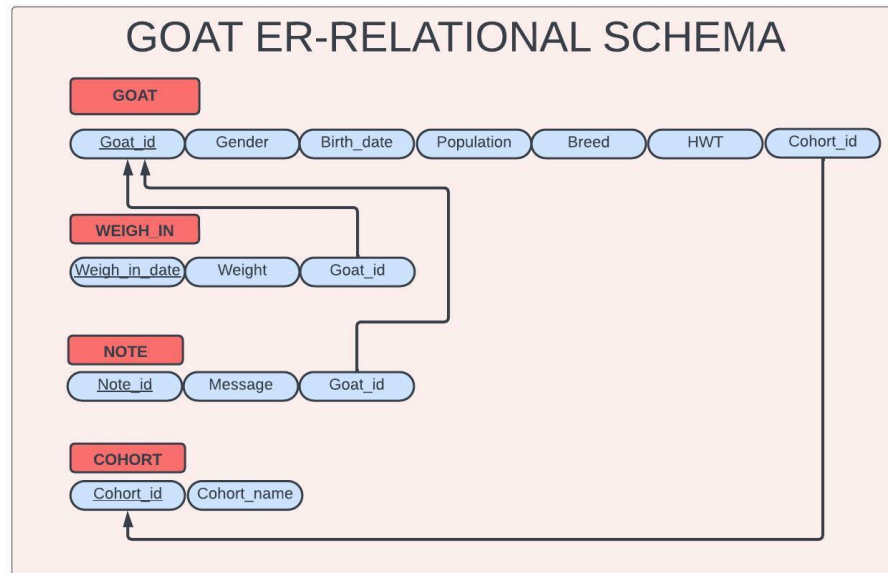 GOAT ER-RELATIONAL SCHEMA
GOAT
Goat_id Gender Birth_date Population Breed HWT Cohort_id
WEIGH_IN
Weigh_in_date Weight Goat_id
NOTE
Note_id Message Goat_id
COHORT
Cohort_id Cohort_name